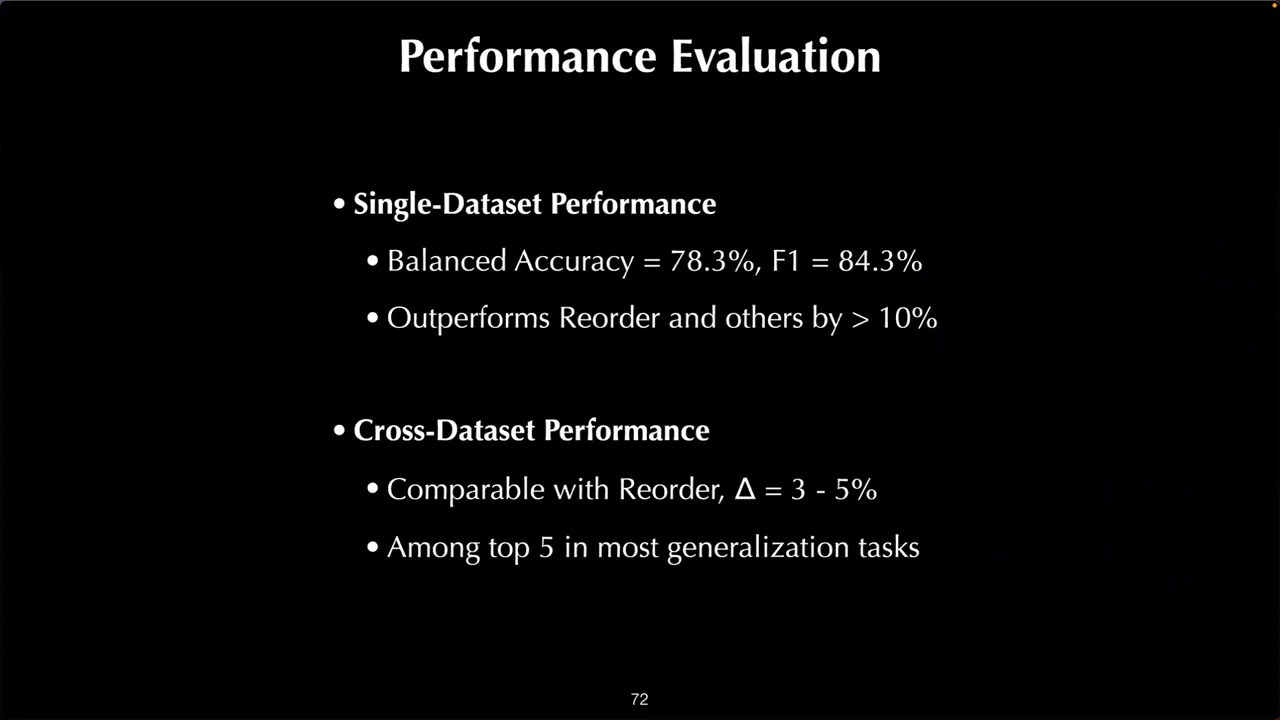 Performance Evaluation
• Single-Dataset Performance
• Balanced Accuracy = 78.3%, F1 = 84.3%
• Outperforms Reorder and others by > 10%
• Cross-Dataset Performance
• Comparable with Reorder, Δ = 3 - 5%
• Among top 5 in most generalization tasks
72